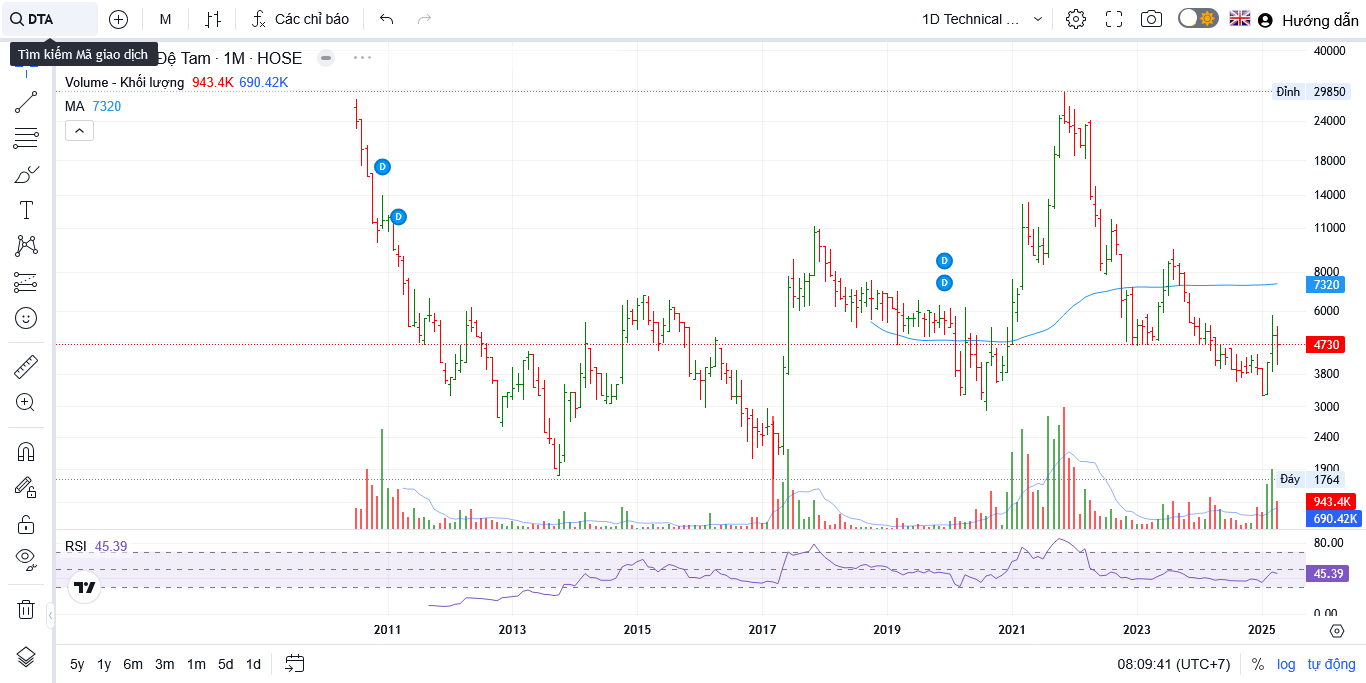 DTA
M
Các chỉ báo
1D Technical ...
Hướng dẫn
Tìm kiếm Mã giao dịch
Đệ Tam · 1M · HOSE
Volume - Khối lượng 943.4K 690.42K
MA 7320
40000
Đỉnh 29850
24000
18000
14000
11000
8000
7320
6000
4730
3800
3000
2400
1900
Đáy 1764
943.4K
690.42K
D
D
D
D
RSI 45.39
80.00
45.39
0.00
2011 2013 2015 2017 2019 2021 2023 2025
5y 1y 6m 3m 1m 5d 1d
08:09:41 (UTC+7) % log tự động